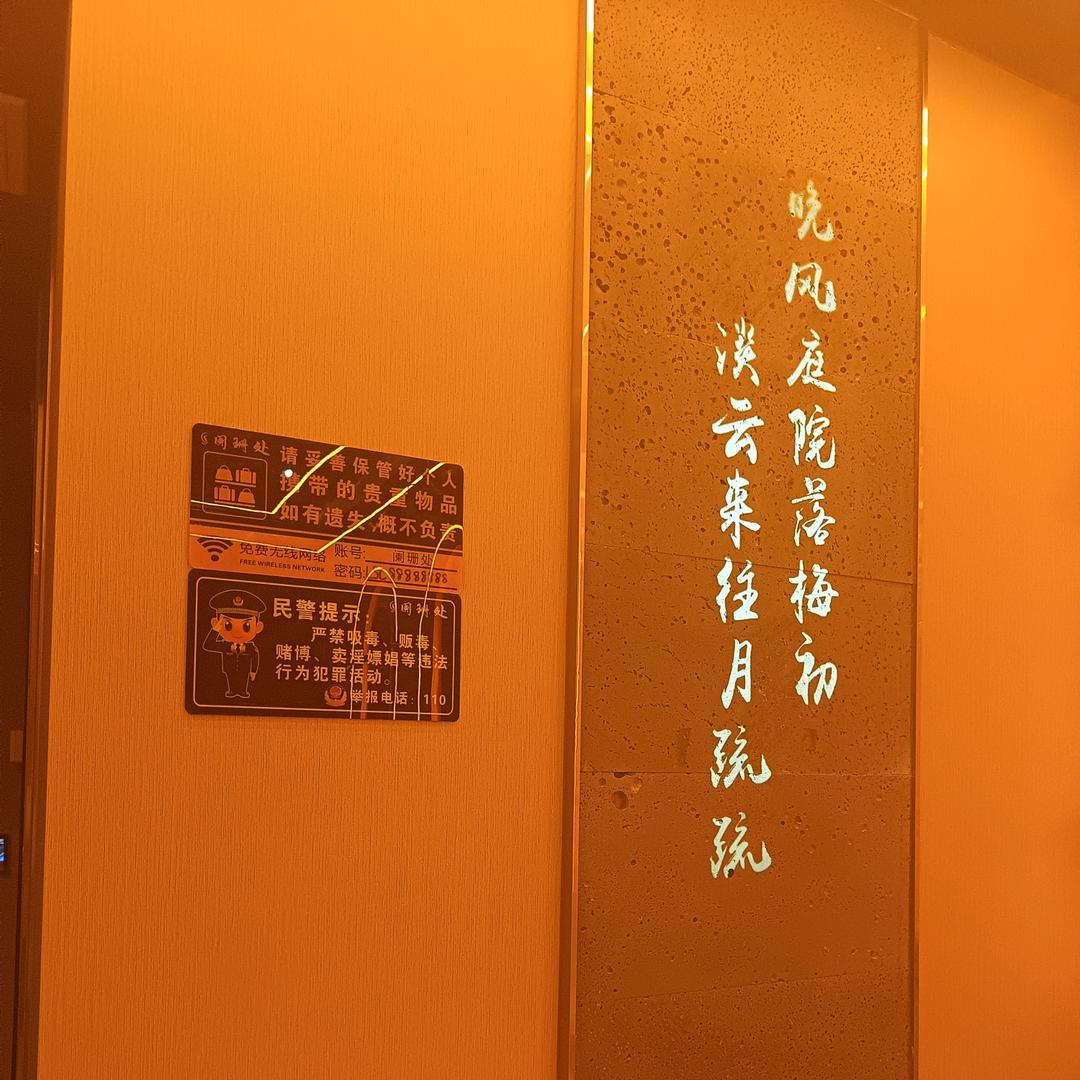 阑珊处
请妥善保管好个人
携带的贵重物品
如有遗失,概不负责
免费无线网络
FREE WIRELESS NETWORK
账号: 阑珊处
密码: 88888888
民警提示:
阑珊处
严禁吸毒、贩毒、
赌博、卖淫嫖娼等违法
行为犯罪活动。
举报电话: 110
晚风庭院落梅初
淡云来往月疏疏